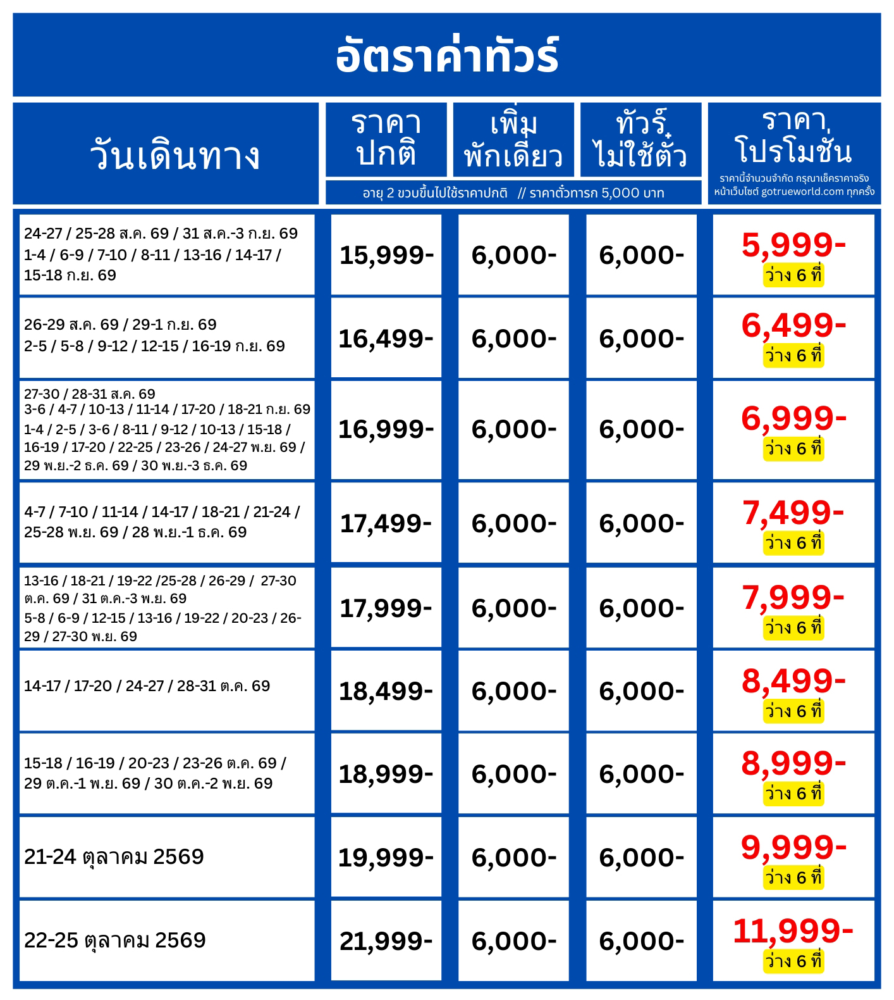 อัตราค่าทัวร์
วันเดินทาง
ราคา
ปกติ
เพิ่ม
พักเดี่ยว
ทัวร์
ไม่ใช้ตั๋ว
อายุ 2 ขวบขึ้นไปใช้ราคาปกติ // ราคาตั๋วทารก 5,000 บาท
ราคา
โปรโมชั่น
ราคานี้จำนวนจำกัด กรุณาเช็คราคาจริง
หน้าเว็บไซต์ gotrueworld.com ทุกครั้ง
24-27 / 25-28 ส.ค. 69 / 31 ส.ค.-3 ก.ย. 69
1-4 / 6-9 / 7-10 / 8-11 / 13-16 / 14-17 /
15-18 ก.ย. 69
15,999-
6,000-
6,000-
5,999-
ว่าง 6 ที่
26-29 ส.ค. 69 / 29-1 ก.ย. 69
2-5 / 5-8 / 9-12 / 12-15 / 16-19 ก.ย. 69
16,499-
6,000-
6,000-
6,499-
ว่าง 6 ที่
27-30 / 28-31 ส.ค. 69
3-6 / 4-7 / 10-13 / 11-14 / 17-20 / 18-21 ก.ย. 69
1-4 / 2-5 / 3-6 / 8-11 / 9-12 / 10-13 / 15-18 /
16-19 / 17-20 / 22-25 / 23-26 / 24-27 พ.ย. 69 /
29 พ.ย.-2 ธ.ค. 69 / 30 พ.ย.-3 ธ.ค. 69
16,999-
6,000-
6,000-
6,999-
ว่าง 6 ที่
4-7 / 7-10 / 11-14 / 14-17 / 18-21 / 21-24 /
25-28 พ.ย. 69 / 28 พ.ย.-1 ธ.ค. 69
17,499-
6,000-
6,000-
7,499-
ว่าง 6 ที่
13-16 / 18-21 / 19-22 /25-28 / 26-29 / 27-30
ต.ค. 69 / 31 ต.ค.-3 พ.ย. 69
5-8 / 6-9 / 12-15 / 13-16 / 19-22 / 20-23 / 26-
29 / 27-30 พ.ย. 69
17,999-
6,000-
6,000-
7,999-
ว่าง 6 ที่
14-17 / 17-20 / 24-27 / 28-31 ต.ค. 69
18,499-
6,000-
6,000-
8,499-
ว่าง 6 ที่
15-18 / 16-19 / 20-23 / 23-26 ต.ค. 69 /
29 ต.ค.-1 พ.ย. 69 / 30 ต.ค.-2 พ.ย. 69
18,999-
6,000-
6,000-
8,999-
ว่าง 6 ที่
21-24 ตุลาคม 2569
19,999-
6,000-
6,000-
9,999-
ว่าง 6 ที่
22-25 ตุลาคม 2569
21,999-
6,000-
6,000-
11,999-
ว่าง 6 ที่